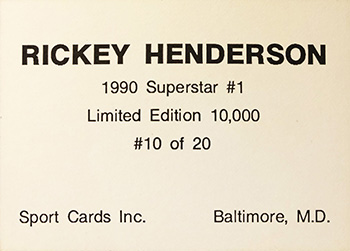 RICKEY HENDERSON
1990 Superstar #1
Limited Edition 10,000
#10 of 20
Sport Cards Inc. Baltimore, M.D.